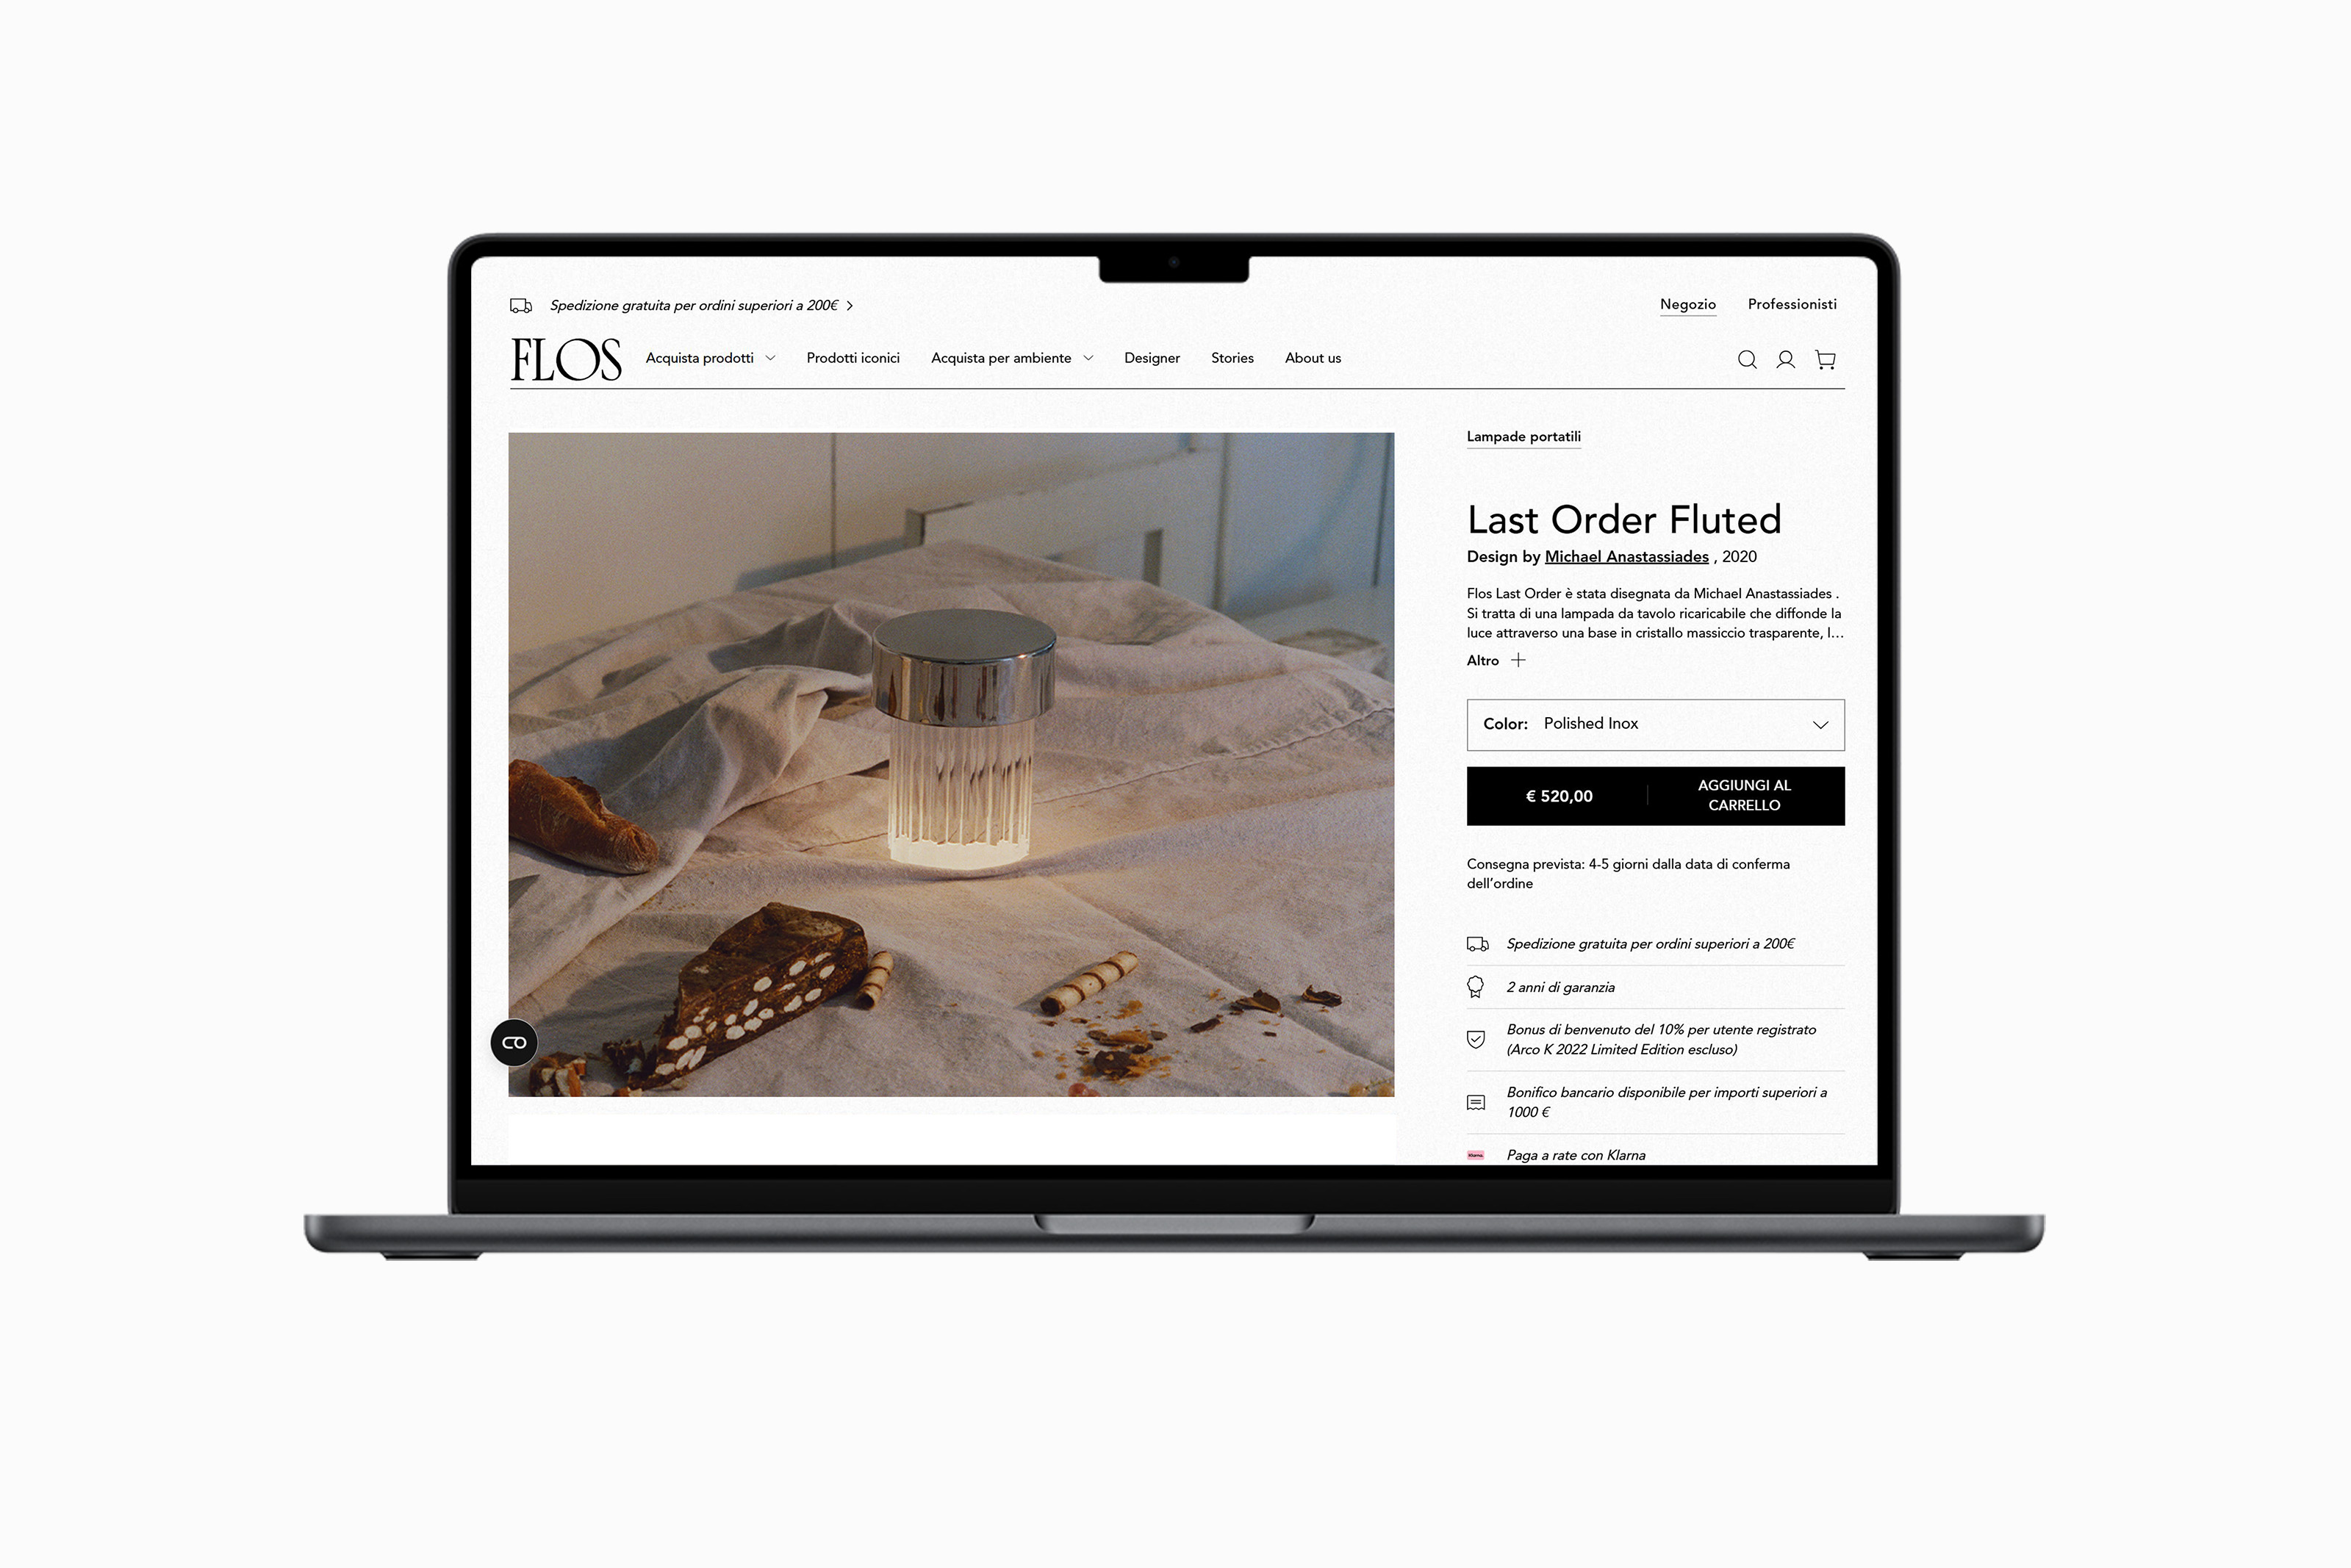 Spedizione gratuita per ordini superiori a 200€
Negozio
Professionisti
FLOS
Acquista prodotti
Prodotti iconici
Acquista per ambiente
Designer
Stories
About us
Lampade portatili
Last Order Fluted
Design by Michael Anastassiades , 2020
Flos Last Order è stata disegnata da Michael Anastassiades .
Si tratta di una lampada da tavolo ricaricabile che diffonde la
luce attraverso una base in cristallo massiccio trasparente, l…
Altro
Color: Polished Inox
€ 520,00
AGGIUNGI AL
CARRELLO
Consegna prevista: 4-5 giorni dalla data di conferma
dell’ordine
Spedizione gratuita per ordini superiori a 200€
2 anni di garanzia
Bonus di benvenuto del 10% per utente registrato
(Arco K 2022 Limited Edition escluso)
Bonifico bancario disponibile per importi superiori a
1000 €
Klarna.
Paga a rate con Klarna